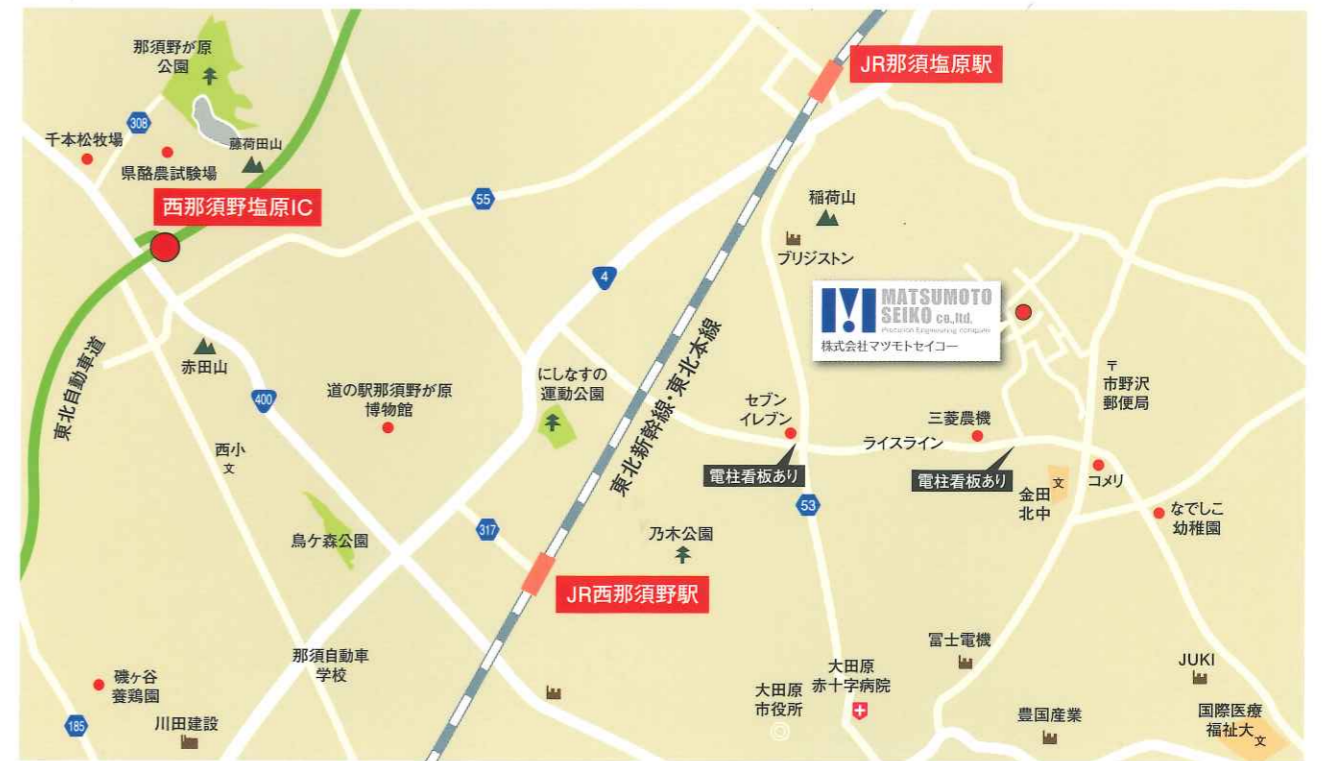 那須野が原
公園
308
千本松牧場
県酪農試験場
藤荷田山
西那須野塩原IC
55
JR那須塩原駅
稲荷山
ブリジストン
4
MATSUMOTO
SEIKO co.,ltd.
Precision Engineering company
株式会社マツモトセイコー
東北自動車道
赤田山
400
道の駅那須野が原
博物館
にしなすの
運動公園
東北新幹線・東北本線
〒
市野沢
郵便局
セブン
イレブン
三菱農機
ライスライン
電柱看板あり
電柱看板あり
西小
文
金田
北中
文
コメリ
53
なでしこ
幼稚園
烏ケ森公園
317
乃木公園
JR西那須野駅
那須自動車
学校
磯ヶ谷
養鶏園
185
川田建設
大田原
市役所
大田原
赤十字病院
冨士電機
豊国産業
JUKI
国際医療
福祉大
文